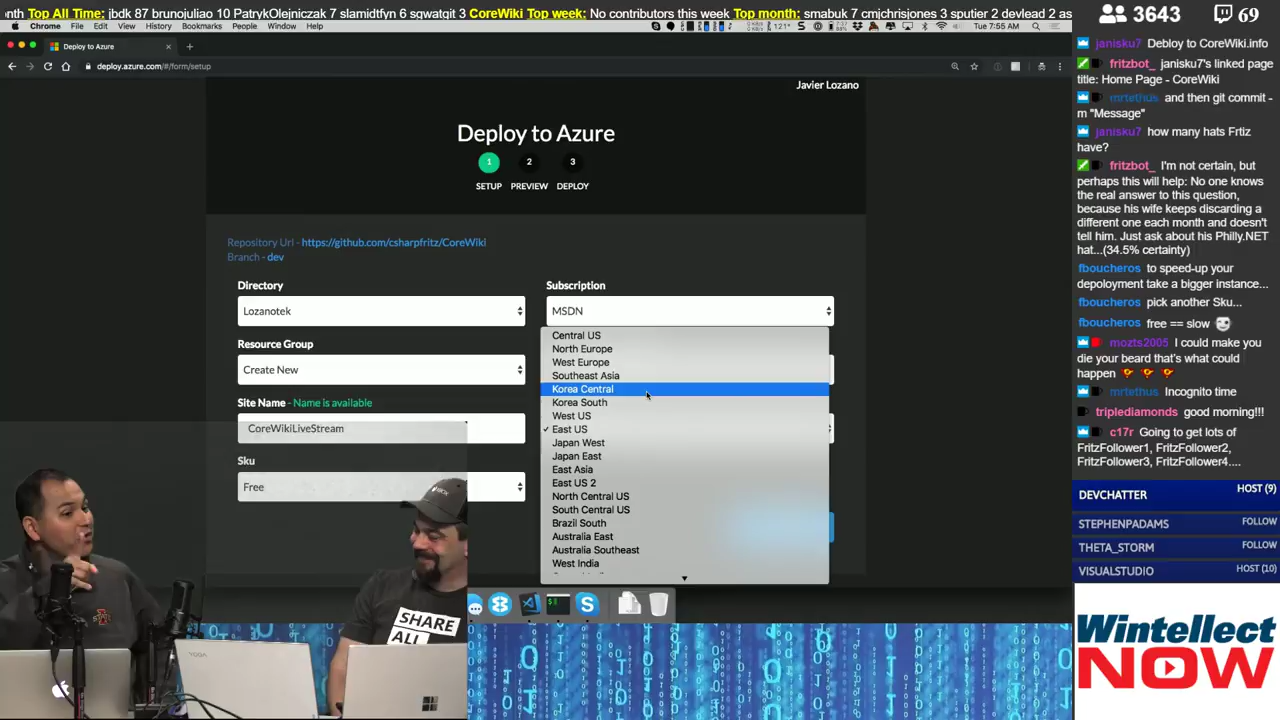 onth Top All Time: jbdk 87 brunojuliao 10 PatrykOlejniczak 7 slamidtfyn 6 sqwatgit 3 CoreWiki Top week: No contributors this week Top month: smabuk 7 cmjchrisjones 3 sputier 2 devlead 2 as
Chrome File Edit View History Bookmarks People Window Help
Tue 7:55 AM
Deploy to Azure
deploy.azure.com/#/form/setup
Javier Lozano
Deploy to Azure
1 2 3
SETUP PREVIEW DEPLOY
Repository Url - https://github.com/csharpfritz/CoreWiki
Branch - dev
Directory
Lozanotek
Subscription
MSDN
Resource Group
Create New
Site Name - Name is available
CoreWikiLiveStream
Sku
Free
Central US
North Europe
West Europe
Southeast Asia
Korea Central
Korea South
West US
East US
Japan West
Japan East
East Asia
East US 2
North Central US
South Central US
Brazil South
Australia East
Australia Southeast
West India
SHARE
ALL
YOGA
3643 69
janisku7 Debloy to CoreWiki.info
fritzbot_ janisku7's linked page
title: Home Page - CoreWiki
mrtethus and then git commit -
m "Message"
janisku7 how many hats Frtiz
have?
fritzbot_ I'm not certain, but
perhaps this will help: No one knows
the real answer to this question,
because his wife keeps discarding a
different one each month and doesn't
tell him. Just ask about his Philly.NET
hat...(34.5% certainty)
fboucheros to speed-up your
depoloyment take a bigger instance...
fboucheros pick another Sku...
fboucheros free == slow
mozts2005 I could make you
die your beard that's what could
happen
mrtethus Incognito time
triplediamonds good morning!!!
c17r Going to get lots of
FritzFollower1, FritzFollower2,
FritzFollower3, FritzFollower4....
DEVCHATTER HOST (9)
STEPHENPADAMS FOLLOW
THETA_STORM FOLLOW
VISUALSTUDIO HOST (10)
Wintellect
NOW